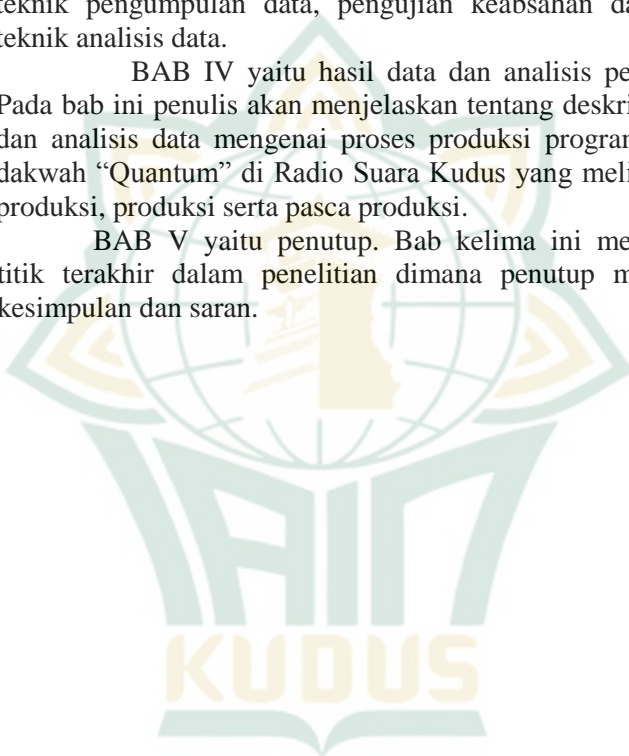 teknik pengumpulan data, pengujian keabsahan da
teknik analisis data.
BAB IV yaitu hasil data dan analisis pe
Pada bab ini penulis akan menjelaskan tentang deskri
dan analisis data mengenai proses produksi program
dakwah “Quantum” di Radio Suara Kudus yang meli
produksi, produksi serta pasca produksi.
BAB V yaitu penutup. Bab kelima ini me
titik terakhir dalam penelitian dimana penutup m
kesimpulan dan saran.
IAIN
KUDUS